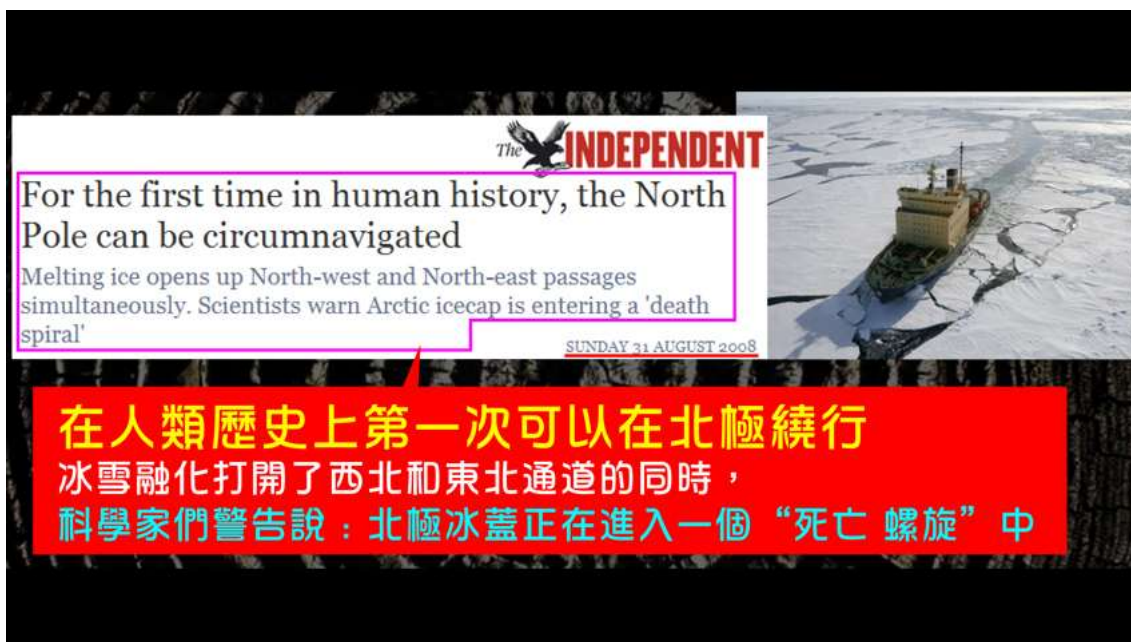 The INDEPENDENT
For the first time in human history, the North
Pole can be circumnavigated
Melting ice opens up North-west and North-east passages
simultaneously. Scientists warn Arctic icecap is entering a 'death
spiral'
SUNDAY 31 AUGUST 2008
在人類歷史上第一次可以在北極繞行
冰雪融化打開了西北和東北通道的同時，
科學家們警告說：北極冰蓋正在進入一個“死亡 螺旋”中